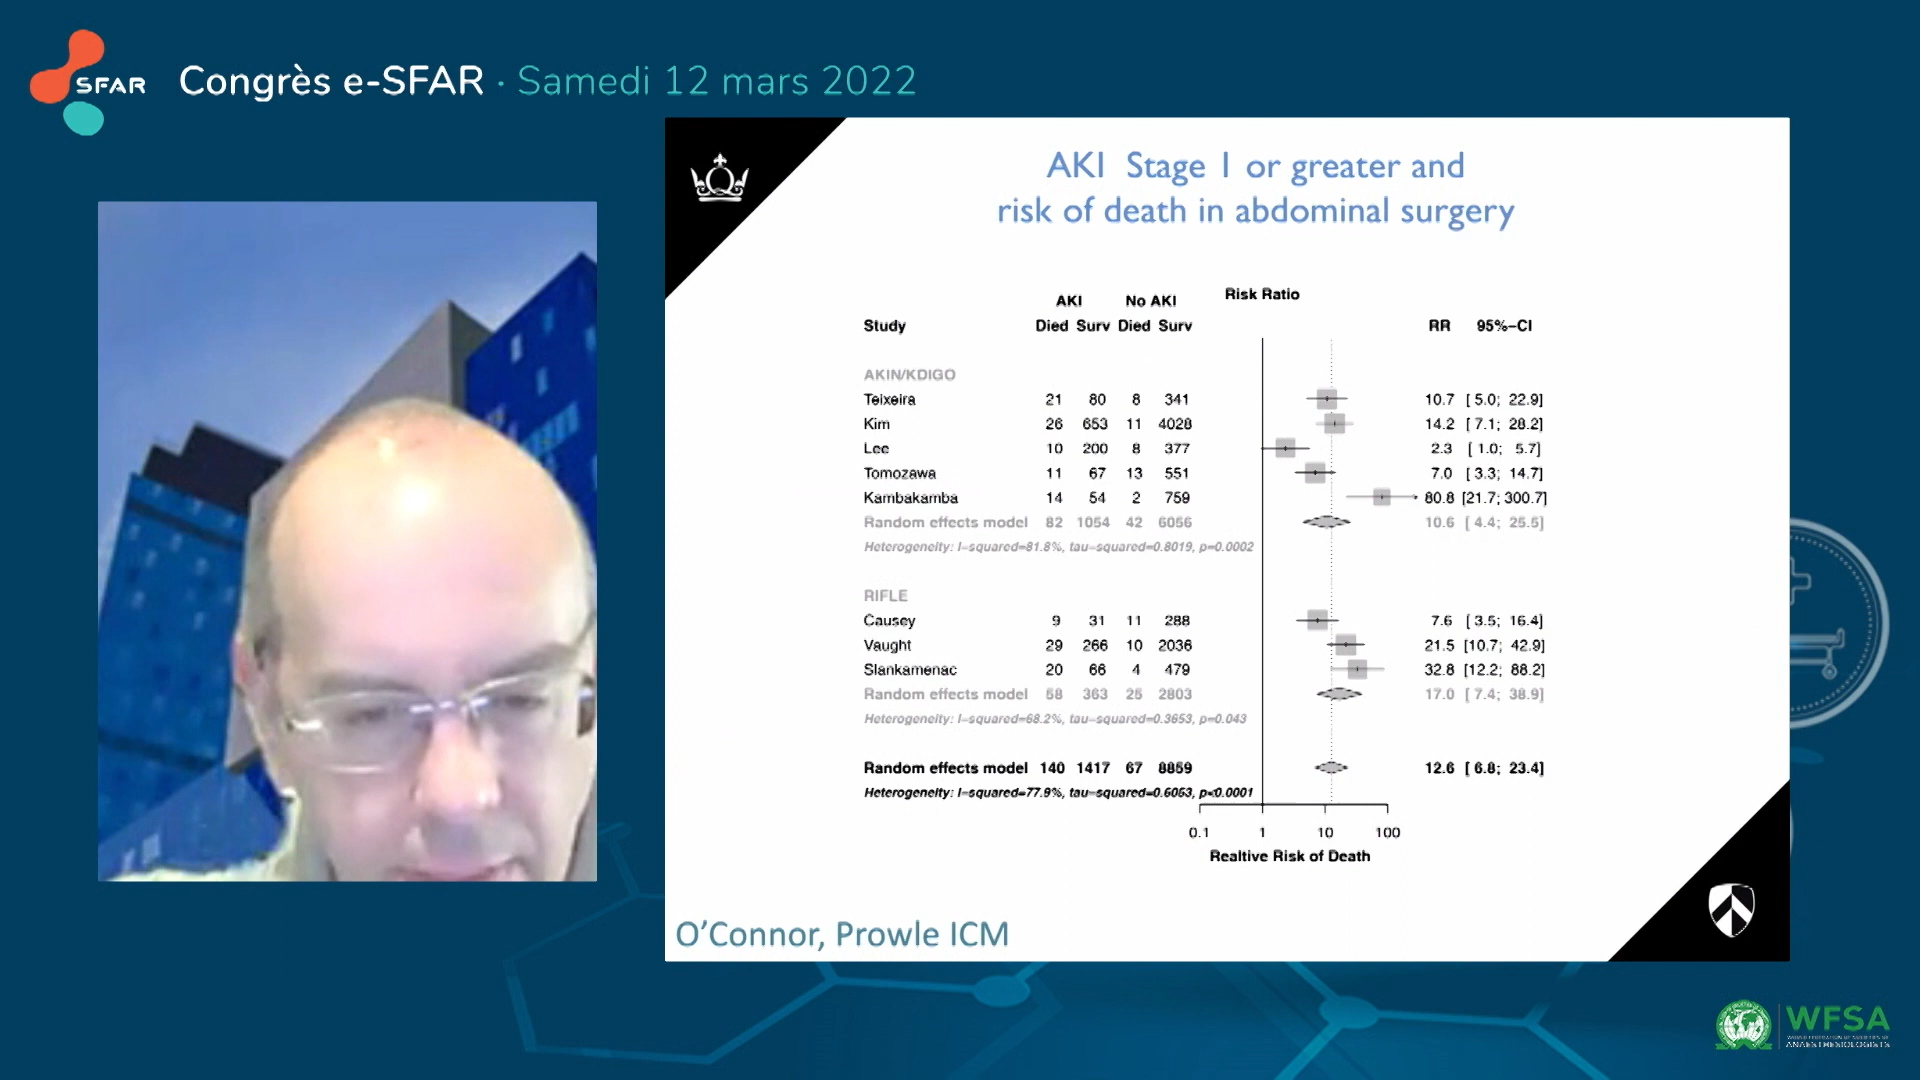 SFAR
Congrès e-SFAR · Samedi 12 mars 2022
AKI Stage 1 or greater and
risk of death in abdominal surgery
AKI No AKI Risk Ratio
Study Died Surv Died Surv RR 95%-CI
AKIN/KDIGO
Teixeira 21 80 8 341 10.7 [ 5.0; 22.9]
Kim 26 653 11 4028 14.2 [ 7.1; 28.2]
Lee 10 200 8 377 2.3 [ 1.0; 5.7]
Tomozawa 11 67 13 551 7.0 [ 3.3; 14.7]
Kambakamba 14 54 2 759 80.8 [21.7; 300.7]
Random effects model 82 1054 42 6056 10.6 [ 4.4; 25.5]
Heterogeneity: I-squared=81.8%, tau-squared=0.8019, p=0.0002
RIFLE
Causey 9 31 11 288 7.6 [ 3.5; 16.4]
Vaught 29 266 10 2036 21.5 [10.7; 42.9]
Slankamenac 20 66 4 479 32.8 [12.2; 88.2]
Random effects model 58 363 25 2803 17.0 [ 7.4; 38.9]
Heterogeneity: I-squared=68.2%, tau-squared=0.3653, p=0.043
Random effects model 140 1417 67 8859 12.6 [ 6.8; 23.4]
Heterogeneity: I-squared=77.9%, tau-squared=0.6053, p<0.0001
0.1 1 10 100
Realtive Risk of Death
O'Connor, Prowle ICM
WFSA
WORLD FEDERATION OF SOCIETIES OF
ANAESTHESIOLOGISTS